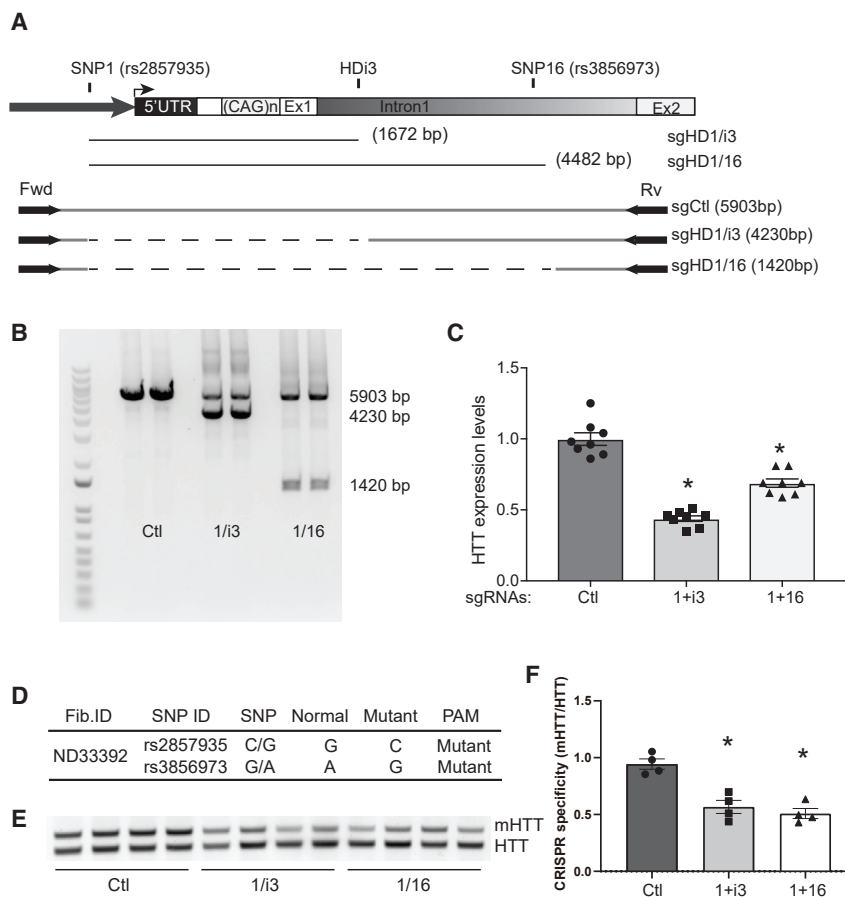 A
SNP1 (rs2857935)
HDi3
SNP16 (rs3856973)
5'UTR
(CAG)n
Ex1
Intron1
Ex2
(1672 bp)
sgHD1/i3
(4482 bp)
sgHD1/16
Fwd
Rv
sgCtl (5903bp)
sgHD1/i3 (4230bp)
sgHD1/16 (1420bp)
B
5903 bp
4230 bp
1420 bp
Ctl
1/i3
1/16
C
HTT expression levels
1.5
1.0
0.5
0.0
*
*
sgRNAs:
Ctl
1+i3
1+16
D
Fib.ID SNP ID SNP Normal Mutant PAM
ND33392
rs2857935 C/G G C Mutant
rs3856973 G/A A G Mutant
E
mHTT
HTT
Ctl
1/i3
1/16
F
CRISPR specificity (mHTT/HTT)
1.5
1.0
0.5
0.0
*
*
Ctl
1+i3
1+16